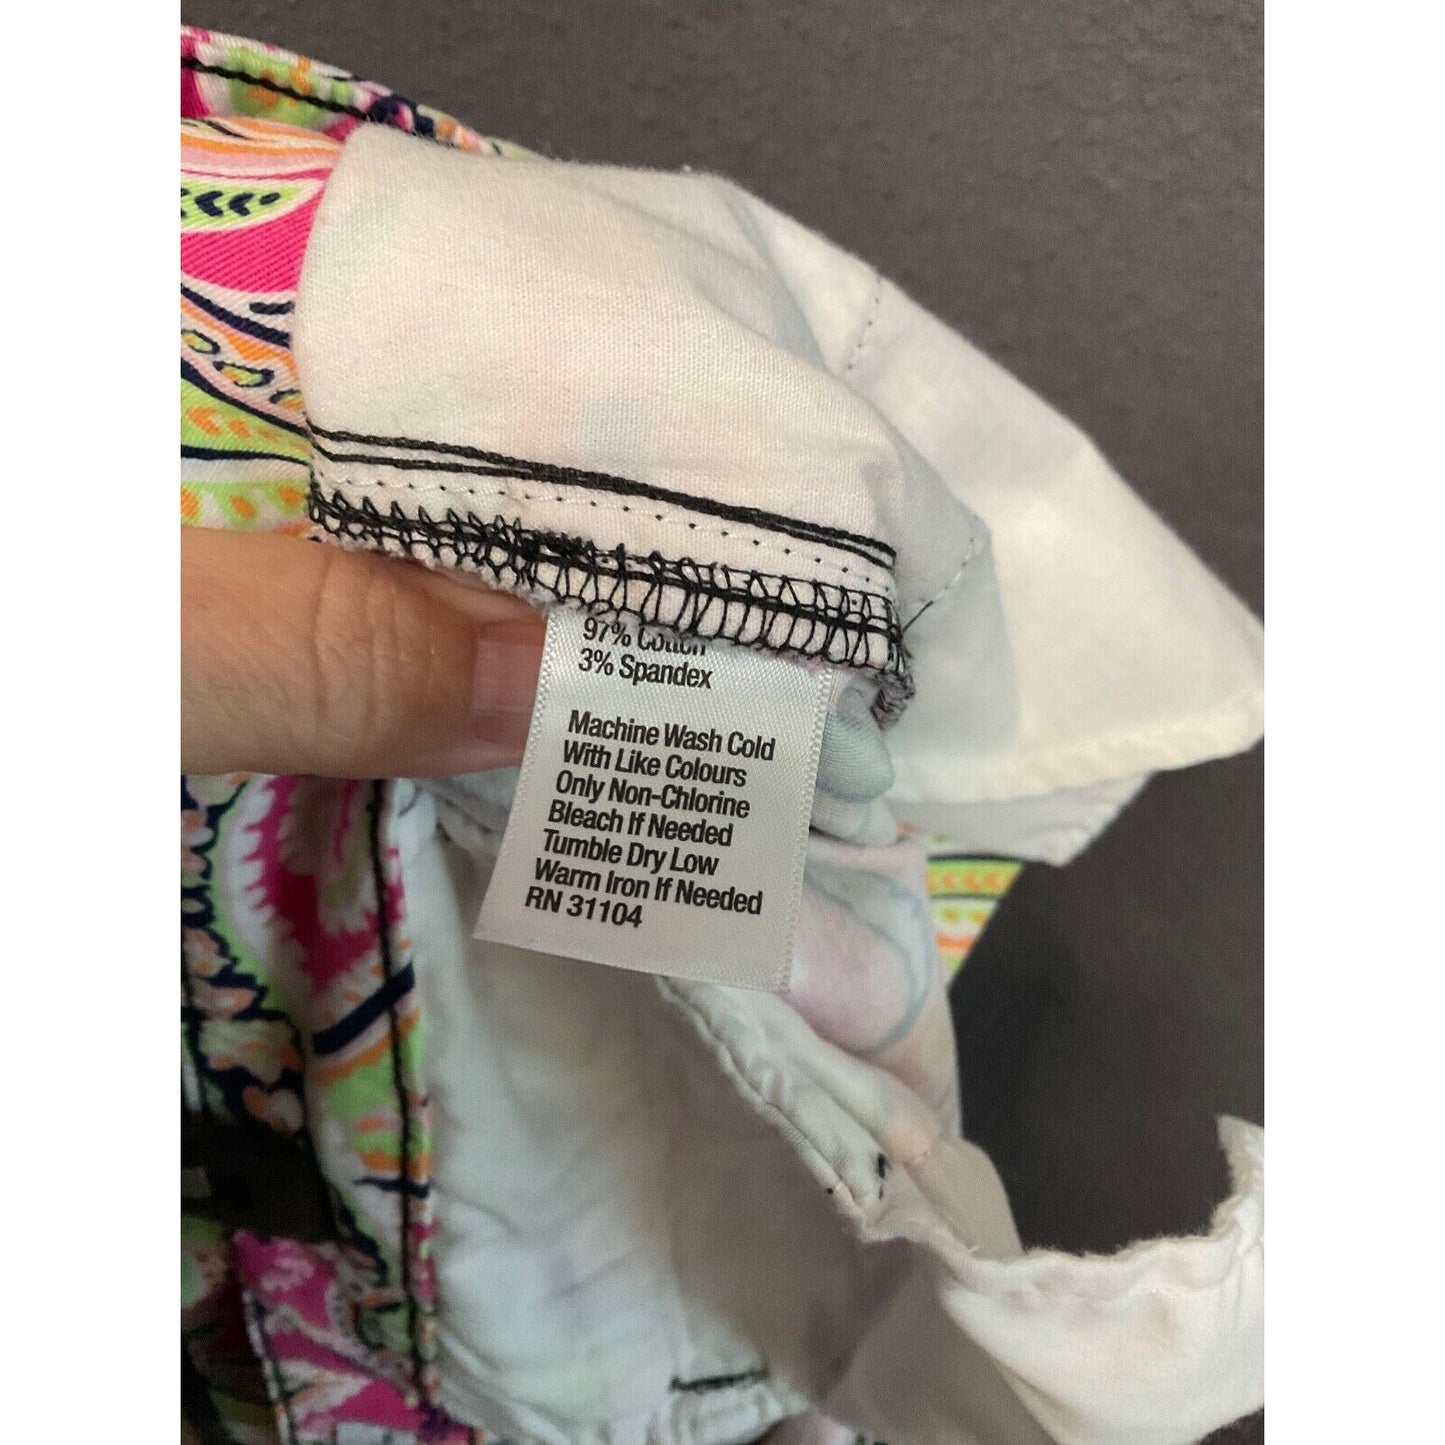 97% Cotton
3% Spandex
Machine Wash Cold
With Like Colours
Only Non-Chlorine
Bleach If Needed
Tumble Dry Low
Warm Iron If Needed
RN 31104